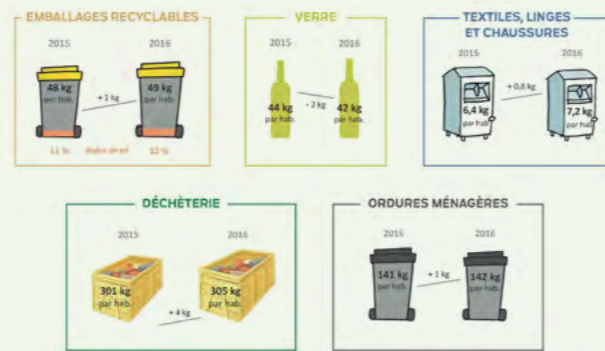 EMBALLAGES RECYCLABLES
2015
2016
48 kg
par hab.
+ 1 kg
49 kg
par hab.
VERRE
2015
2016
44 kg
par hab.
- 2 kg
42 kg
par hab.
TEXTILES, LINGES
ET CHAUSSURES
2015
2016
6,4 kg
par hab.
+ 0,8 kg
7,2 kg
par hab.
DÉCHÈTERIE
2015
2016
301 kg
par hab.
+ 4 kg
305 kg
par hab.
ORDURES MÉNAGÈRES
2015
2016
141 kg
par hab.
+ 1 kg
142 kg
par hab.